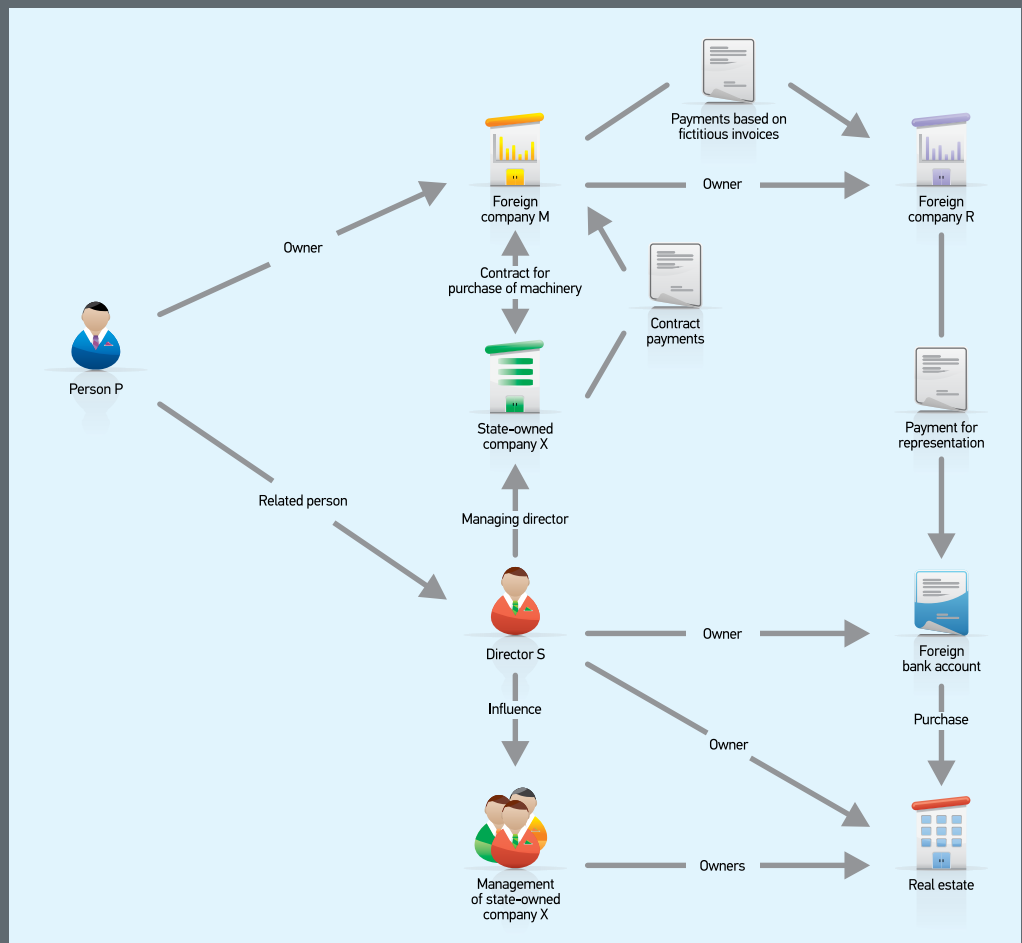 Payments based on
fictitious invoices
Foreign
company M
Owner
Foreign
company R
Owner
Contract for
purchase of machinery
Contract
payments
Person P
State-owned
company X
Payment for
representation
Related person
Managing director
Director S
Owner
Foreign
bank account
Influence
Purchase
Owner
Management
of state-owned
company X
Owners
Real estate